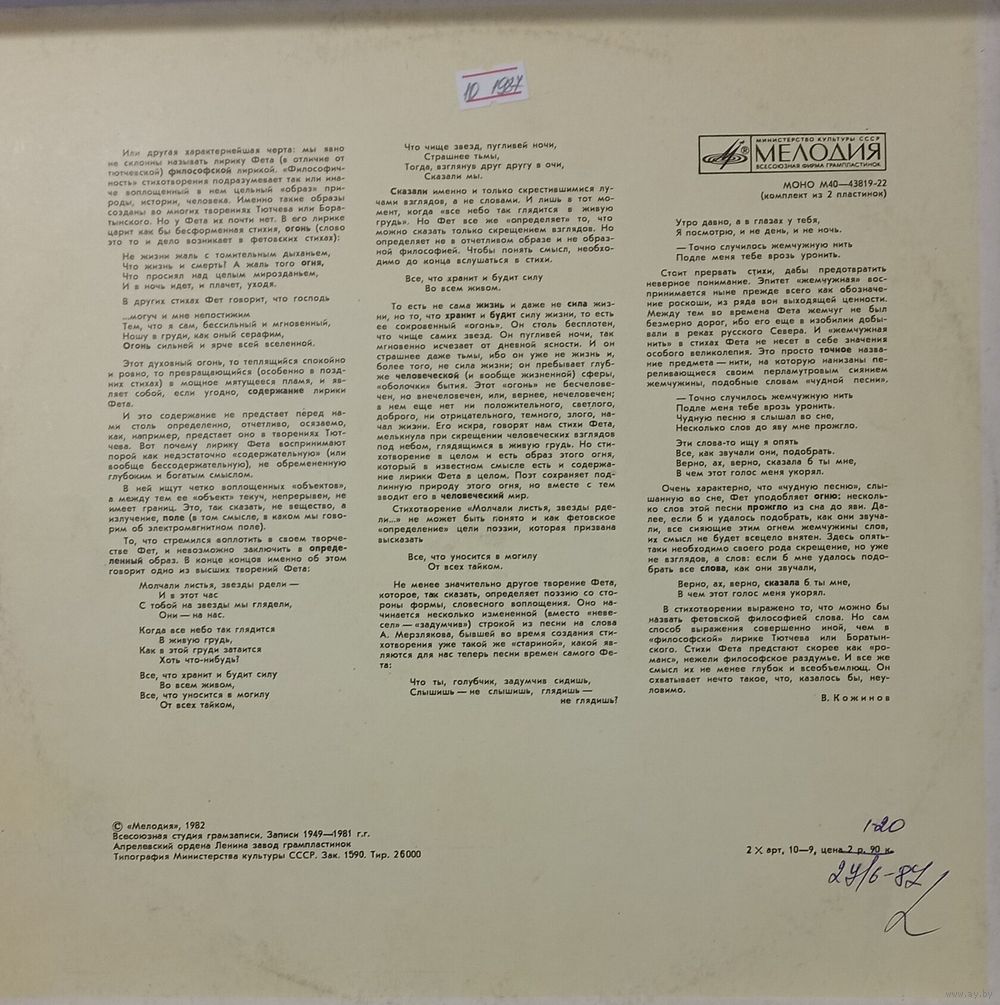 10 1987
Или другая характернейшая черта: мы явно
не склонны называть лирику Фета (в отличие от
тютчевской) философской лирикой. «Философич-
ность» стихотворения подразумевает так или ина-
че воплощенный в нем цельный «образ» при-
роды, истории, человека. Именно такие образы
созданы во многих творениях Тютчева или Бора-
тынского. Но у Фета их почти нет. В его лирике
царит как бы бесформенная стихия, огонь (слово
это то и дело возникает в фетовских стихах):
Не жизни жаль с томительным дыханьем,
Что жизнь и смерть? А жаль того огня,
Что просиял над целым мирозданьем,
И в ночь идет, и плачет, уходя.
В других стихах Фет говорит, что господь
...могуч и мне непостижим
Тем, что я сам, бессильный и мгновенный,
Ношу в груди, как оный серафим,
Огонь сильней и ярче всей вселенной.
Этот духовный огонь, то теплящийся спокойно
и ровно, то превращающийся (особенно в позд-
них стихах) в мощное мятущееся пламя, и яв-
ляет собой, если угодно, содержание лирики
Фета.
И это содержание не предстает перед на-
ми столь определенно, отчетливо, осязаемо,
как, например, предстает оно в творениях Тют-
чева. Вот почему лирику Фета воспринимают
порой как недостаточно «содержательную» (или
вообще бессодержательную), не обремененную
глубоким и богатым смыслом.
В ней ищут четко воплощенных «объектов»,
а между тем ее «объект» текуч, непрерывен, не
имеет границ. Это, так сказать, не вещество, а
излучение, поле (в том смысле, в каком мы гово-
рим об электромагнитном поле).
То, что стремился воплотить в своем творче-
стве Фет, и невозможно заключить в опреде-
ленный образ. В конце концов именно об этом
говорит одно из высших творений Фета:
Молчали листья, звезды рдели —
И в этот час
С тобой на звезды мы глядели,
Они — на нас.
Когда все небо так глядится
В живую грудь,
Как в этой груди затаится
Хоть что-нибудь?
Все, что хранит и будит силу
Во всем живом,
Все, что уносится в могилу
От всех тайком,
Что чище звезд, пугливей ночи,
Страшнее тьмы,
Тогда, взглянув друг другу в очи,
Сказали мы.
Сказали именно и только скрестившимися лу-
чами взглядов, а не словами. И лишь в тот мо-
мент, когда «все небо так глядится в живую
грудь». Но Фет все же «определяет» то, что
можно сказать только скрещением взглядов. Но
определяет не в отчетливом образе и не образ-
ной философией. Чтобы понять смысл, необхо-
димо до конца вслушаться в стихи.
Все, что хранит и будит силу
Во всем живом.
То есть не сама жизнь и даже не сила жиз-
ни, но то, что хранит и будит силу жизни, то есть
ее сокровенный «огонь». Он столь бесплотен,
что чище самих звезд. Он пугливей ночи, так
мгновенно исчезает от дневной ясности. И он
страшнее даже тьмы, ибо он уже не жизнь и,
более того, не сила жизни; он пребывает глуб-
же человеческой (и вообще жизненной) сферы,
«оболочки» бытия. Этот «огонь» не бесчелове-
чен, но внечеловечен, или, вернее, нечеловечен;
в нем еще нет ни положительного, светлого,
доброго, ни отрицательного, темного, злого, на-
чал жизни. Его искра, говорят нам стихи Фета,
мелькнула при скрещении человеческих взглядов
под небом, глядящимся в живую грудь. Но сти-
хотворение в целом и есть образ этого огня,
который в известном смысле есть и содержа-
ние лирики Фета в целом. Поэт сохраняет под-
линную природу этого огня, но вместе с тем
вводит его в человеческий мир.
Стихотворение «Молчали листья, звезды рде-
ли...» не может быть понято и как фетовское
«определение» цели поэзии, которая призвана
высказать
Все, что уносится в могилу
От всех тайком.
Не менее значительно другое творение Фета,
которое, так сказать, определяет поэзию со сто-
роны формы, словесного воплощения. Оно на-
чинается несколько измененной (вместо «неве-
сел» — «задумчив») строкой из песни на слова
А. Мерзлякова, бывшей во время создания сти-
хотворения уже такой же «стариной», какой яв-
ляются для нас теперь песни времен самого Фе-
та:
Что ты, голубчик, задумчив сидишь,
Слышишь — не слышишь, глядишь —
не глядишь?
МИНИСТЕРСТВО КУЛЬТУРЫ СССР
МЕЛОДИЯ
ВСЕСОЮЗНАЯ ФИРМА ГРАМПЛАСТИНОК
МОНО М40—43819-22
(комплект из 2 пластинок)
Утро давно, а в глазах у тебя,
Я посмотрю, и не день, и не ночь.
— Точно случилось жемчужную нить
Подле меня тебе врозь уронить.
Стоит прервать стихи, дабы предотвратить
неверное понимание. Эпитет «жемчужная» вос-
принимается ныне прежде всего как обозначе-
ние роскоши, из ряда вон выходящей ценности.
Между тем во времена Фета жемчуг не был
безмерно дорог, ибо его еще в изобилии добы-
вали в реках русского Севера. И «жемчужная
нить» в стихах Фета не несет в себе значения
особого великолепия. Это просто точное назва-
ние предмета — нити, на которую нанизаны пе-
реливающиеся своим перламутровым сиянием
жемчужины, подобные словам «чудной песни».
— Точно случилось жемчужную нить
Подле меня тебе врозь уронить.
Чудную песню я слышал во сне,
Несколько слов до яву мне прожгло.
Эти слова-то ищу я опять
Все, как звучали они, подобрать.
Верно, ах, верно, сказала б ты мне,
В чем этот голос меня укорял.
Очень характерно, что «чудную песню», слы-
шанную во сне, Фет уподобляет огню: несколь-
ко слов этой песни прожгло из сна до яви. Да-
лее, если б и удалось подобрать, как они звуча-
ли, все сияющие этим огнем жемчужины слов,
их смысл не будет всецело внятен. Здесь опять-
таки необходимо своего рода скрещение, но уже
не взглядов, а слов: если б мне удалось подо-
брать все слова, как они звучали,
Верно, ах, верно, сказала б ты мне,
В чем этот голос меня укорял.
В стихотворении выражено то, что можно бы
назвать фетовской философией слова. Но сам
способ выражения совершенно иной, чем в
«философской» лирике Тютчева или Боратын-
ского. Стихи Фета предстают скорее как «ро-
манс», нежели философское раздумье. И все же
смысл их не менее глубок и всеобъемлющ. Он
охватывает нечто такое, что, казалось бы, неу-
ловимо.
В. Кожинов
© «Мелодия», 1982
Всесоюзная студия грамзаписи. Записи 1949—1981 г.г.
Апрелевский ордена Ленина завод грампластинок
Типография Министерства культуры СССР. Зак. 1590. Тир. 26000
1-20
2 X арт, 10—9, цена 2 р. 90 к.
24/6-87
www.ay.by